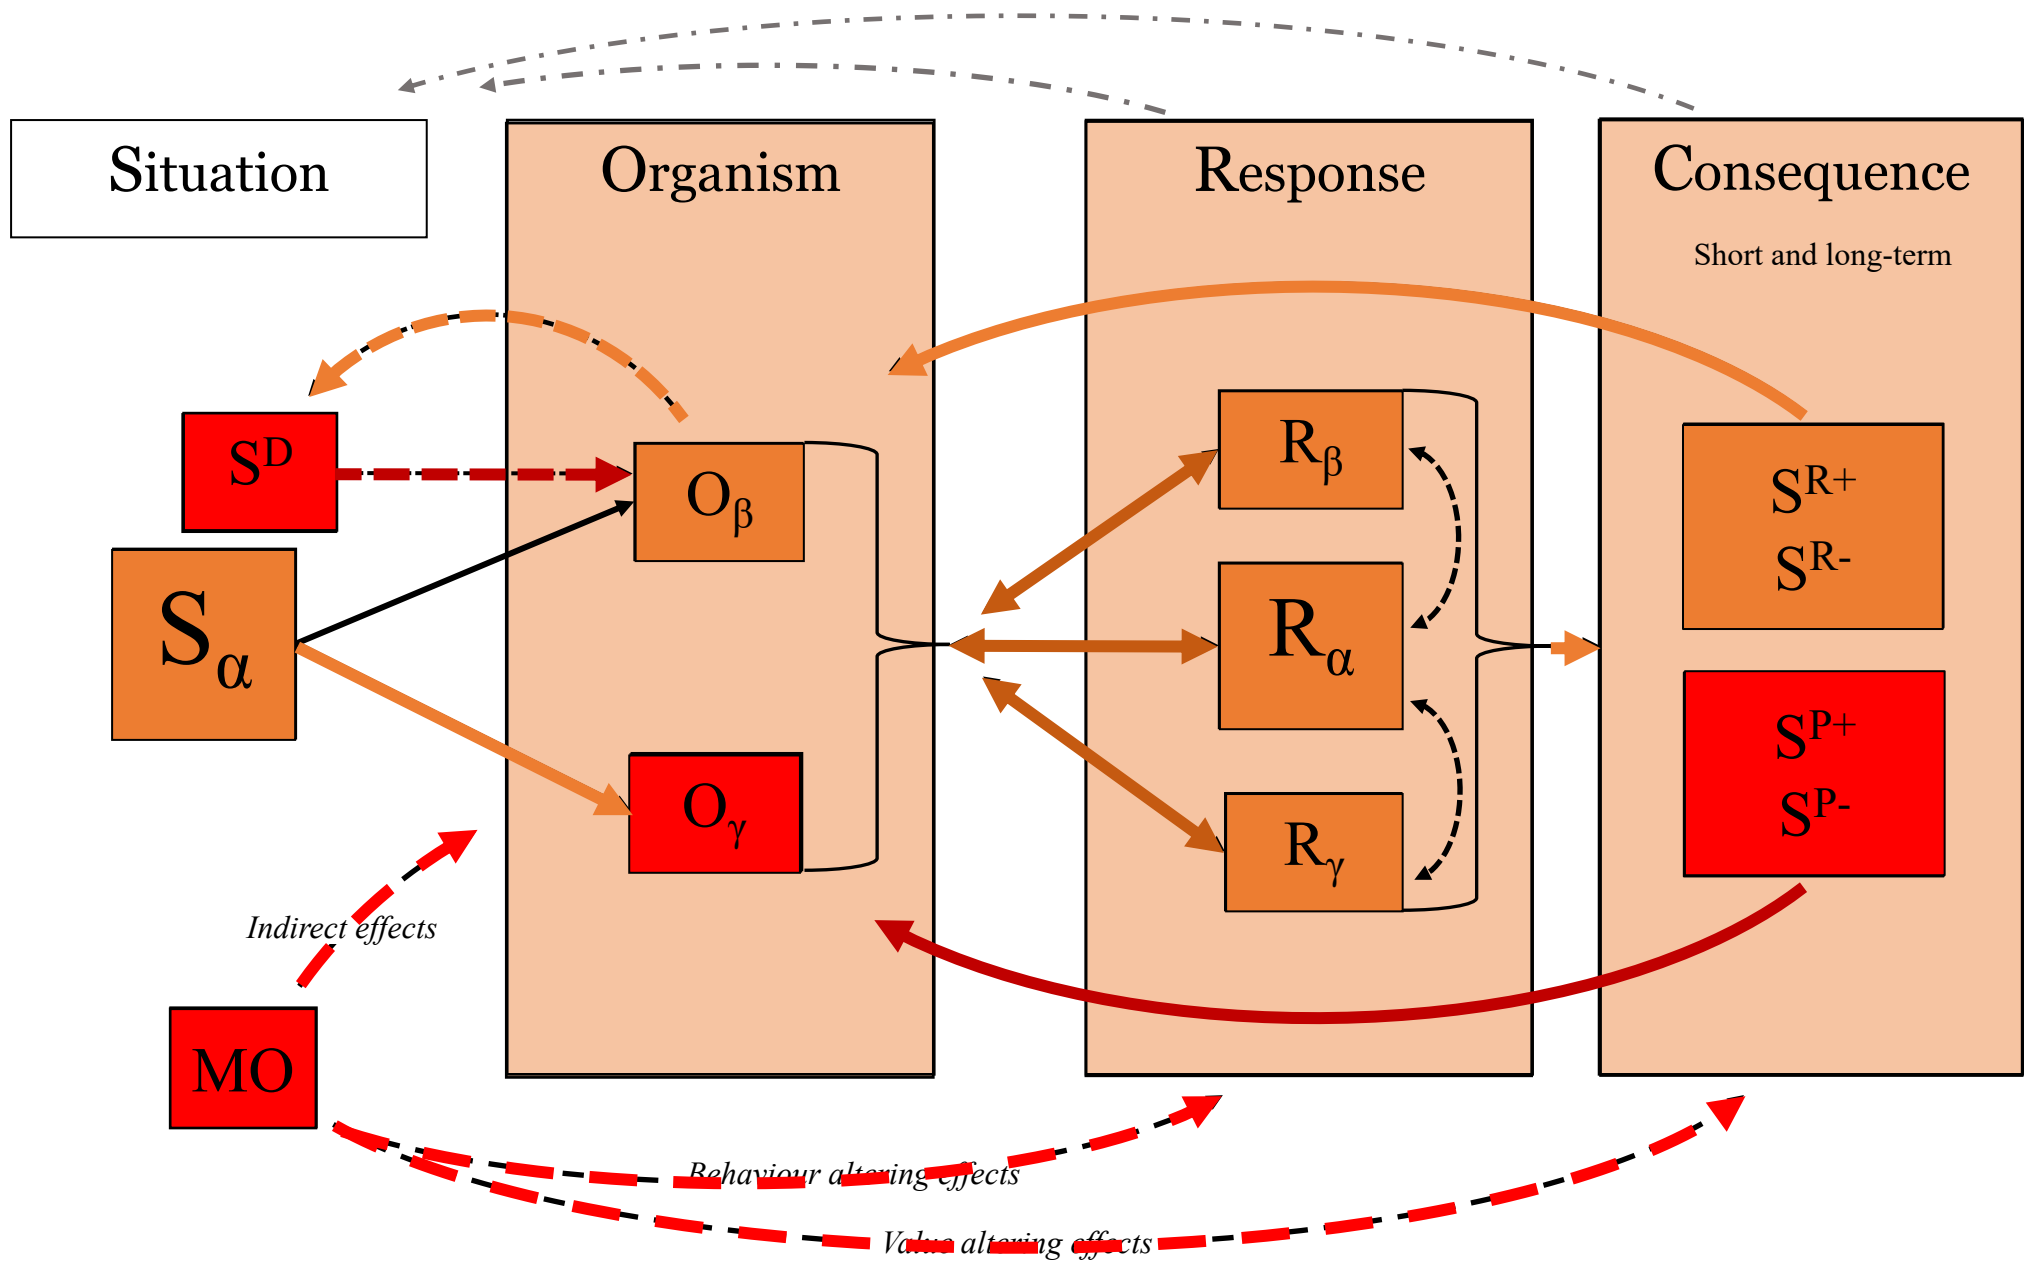 Situation
Organism
Response
Consequence
Short and long-term
S^D
S_α
O_β
O_γ
R_β
R_α
R_γ
S^R+
S^R-
S^P+
S^P-
Indirect effects
MO
Behaviour altering effects
Value altering effects